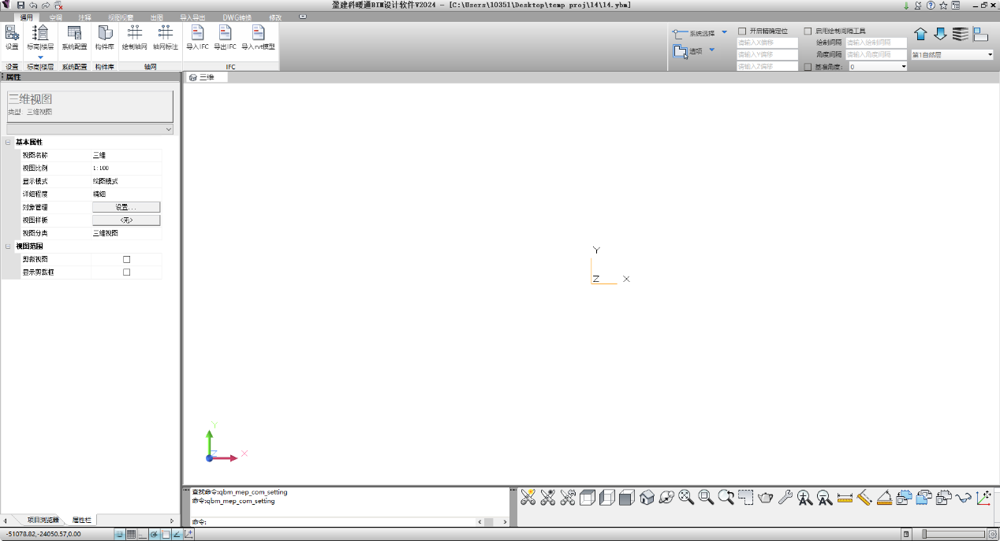 盈建科暖通BIM设计软件V2024 - [C:\Users\10351\Desktop\temp proj\14\14.ybm]
通用 空调 注释 视图视窗 出图 导入导出 DWG转换 修改
设置 标高|楼层 系统配置 构件库 绘制轴网 轴网标注 导入IFC 导出IFC 导入rvt模型
设置 标高|楼层 系统配置 构件库 轴网 IFC
系统选择 开启精确定位 启用绘制间隔工具
请输入X偏移 绘制间隔 请输入绘制间隔
选项 请输入Y偏移 角度间隔 请输入角度间隔 第1自然层
请输入Z偏移 基准角度: 0
属性
三维
三维视图
类型: 三维视图
基本属性
视图名称 三维
视图比例 1:100
显示模式 绘图模式
详细程度 精细
对象管理 设置...
视图样板 <无>
视图分类 三维视图
视图范围
剪裁视图
显示剪裁框
Y
Z X
Y
Z X
查找命令:qbm_mep_com_setting
命令:qbm_mep_com_setting
命令:
项目浏览器 属性栏
-51078.82,-24050.57,0.00